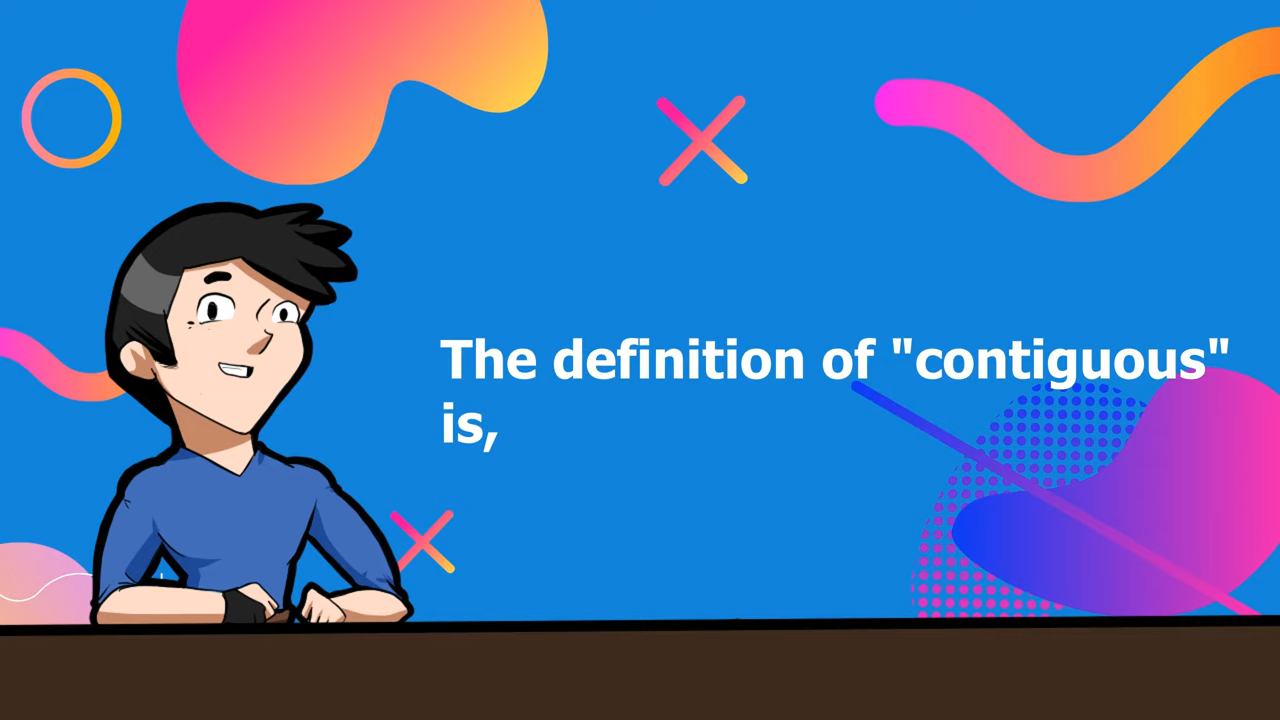 The definition of "contiguous"
is,